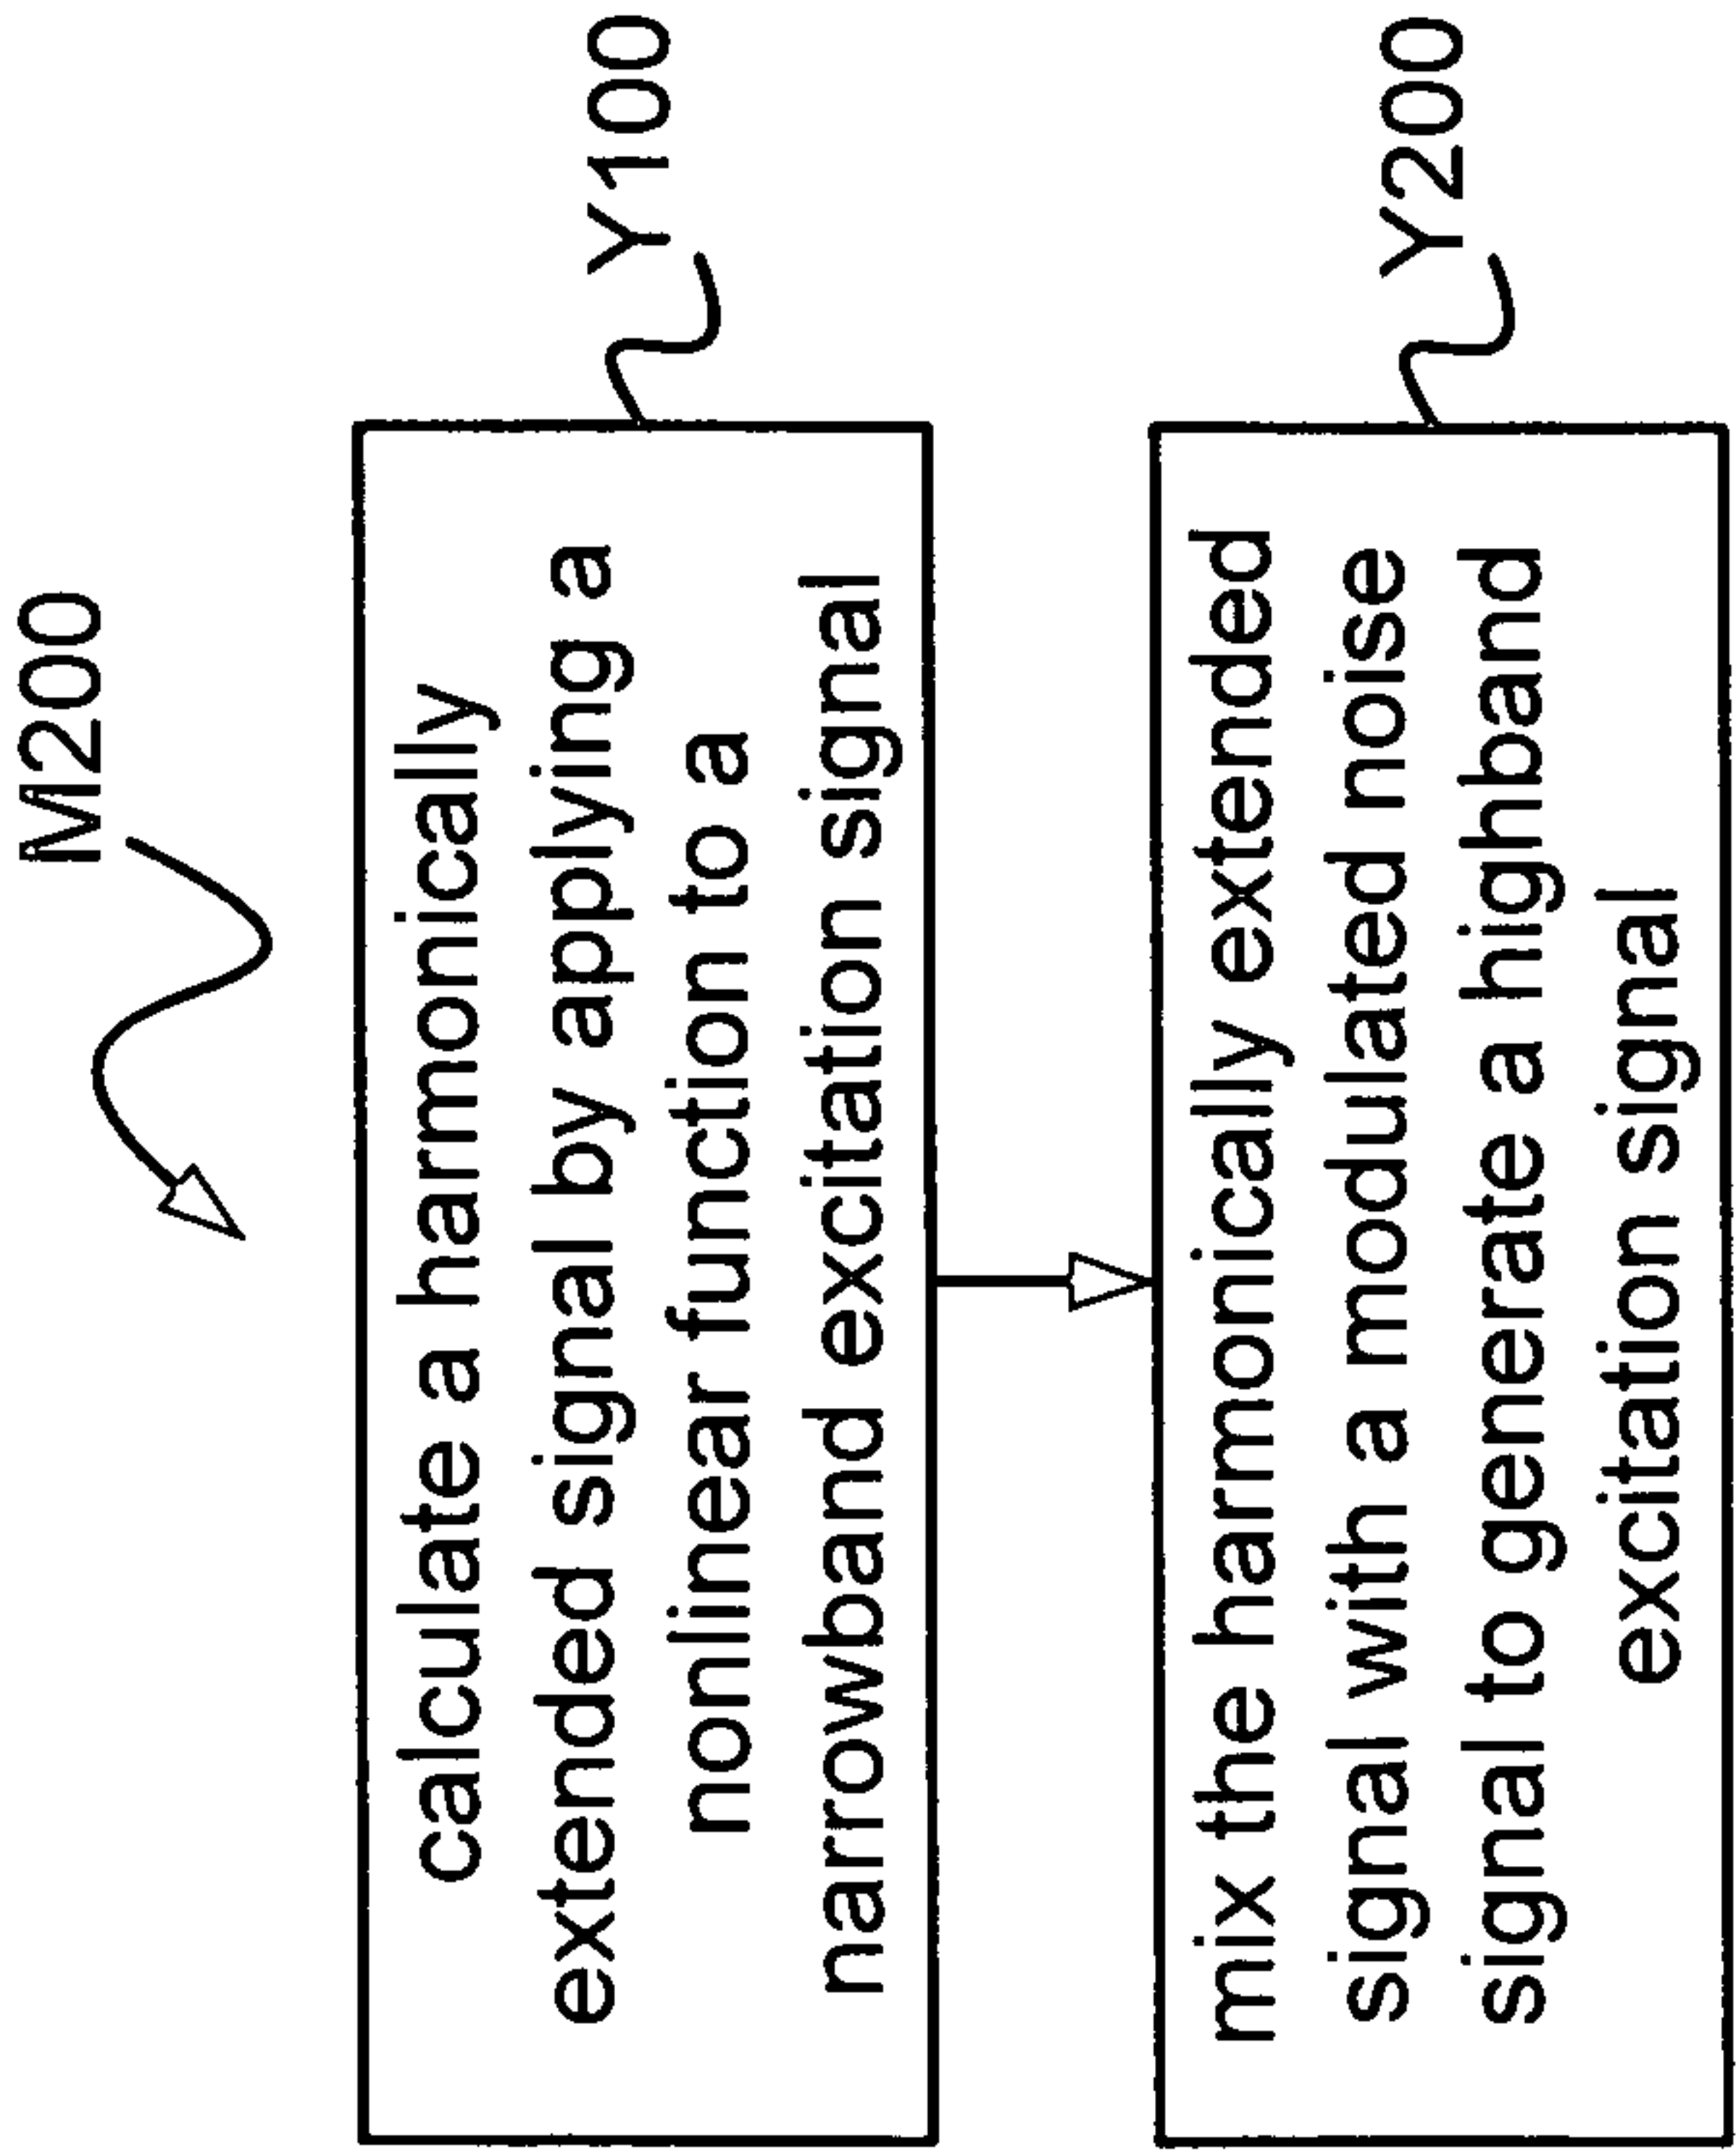 M200
calculate a harmonically
extended signal by applying a
nonlinear function to a
narrowband excitation signal
Y100
mix the harmonically extended
signal with a modulated noise
signal to generate a highband
excitation signal
Y200